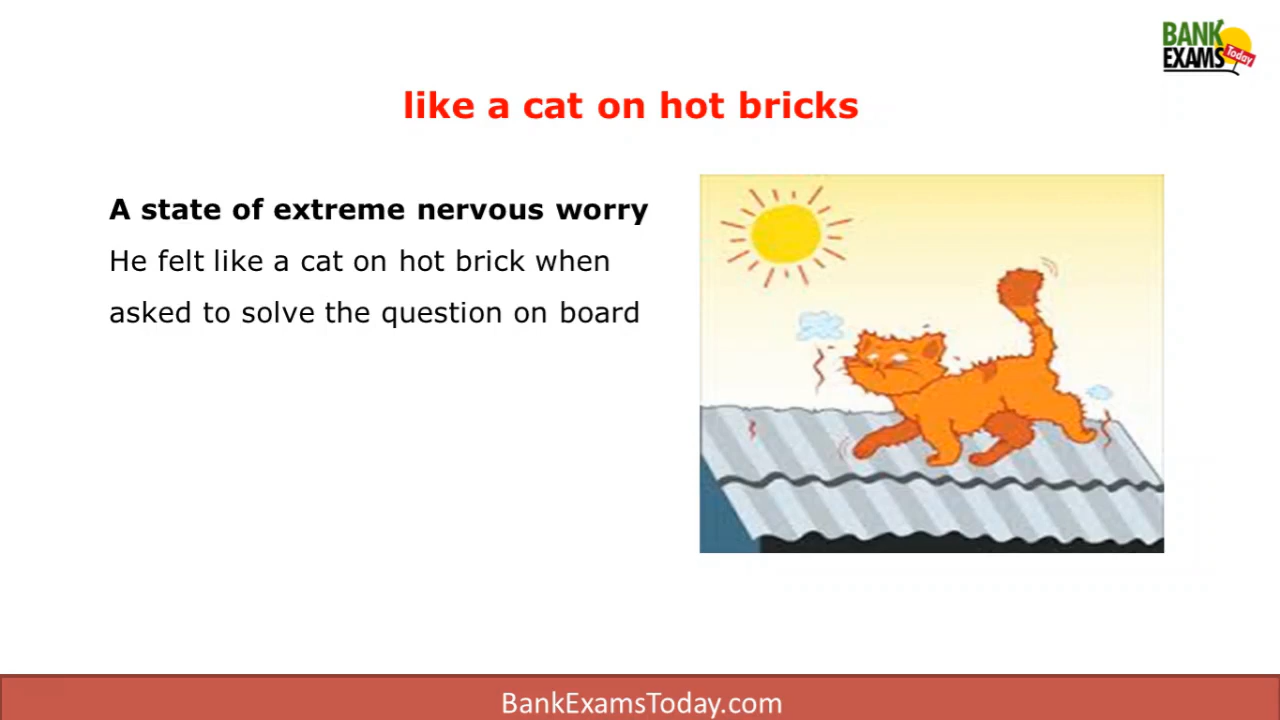 BANK
EXAMS Today
like a cat on hot bricks
A state of extreme nervous worry
He felt like a cat on hot brick when
asked to solve the question on board
BankExamsToday.com